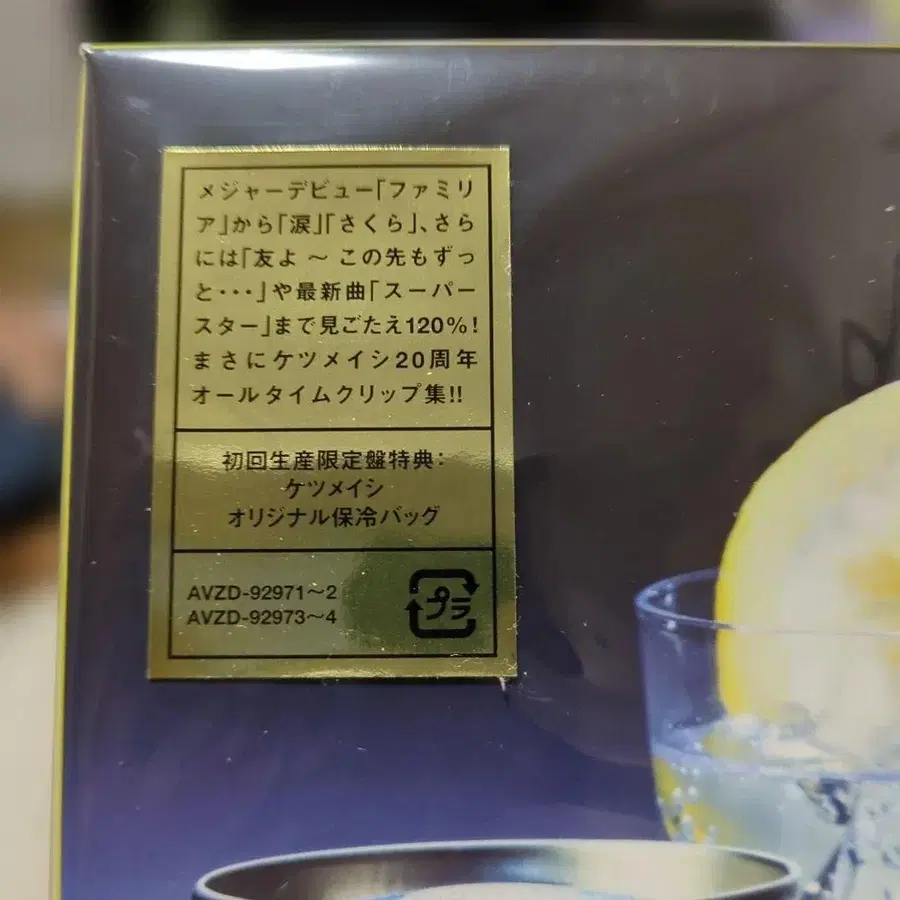 メジャーデビュー「ファミリ
ア」から「涙」「さくら」、さら
には「友よ ～ この先もずっ
と・・・」や最新曲「スーパー
スター」まで見ごたえ120%!
まさにケツメイシ20周年
オールタイムクリップ集!!
初回生産限定盤特典:
ケツメイシ
オリジナル保冷バッグ
AVZD-92971～2
AVZD-92973～4
プラ